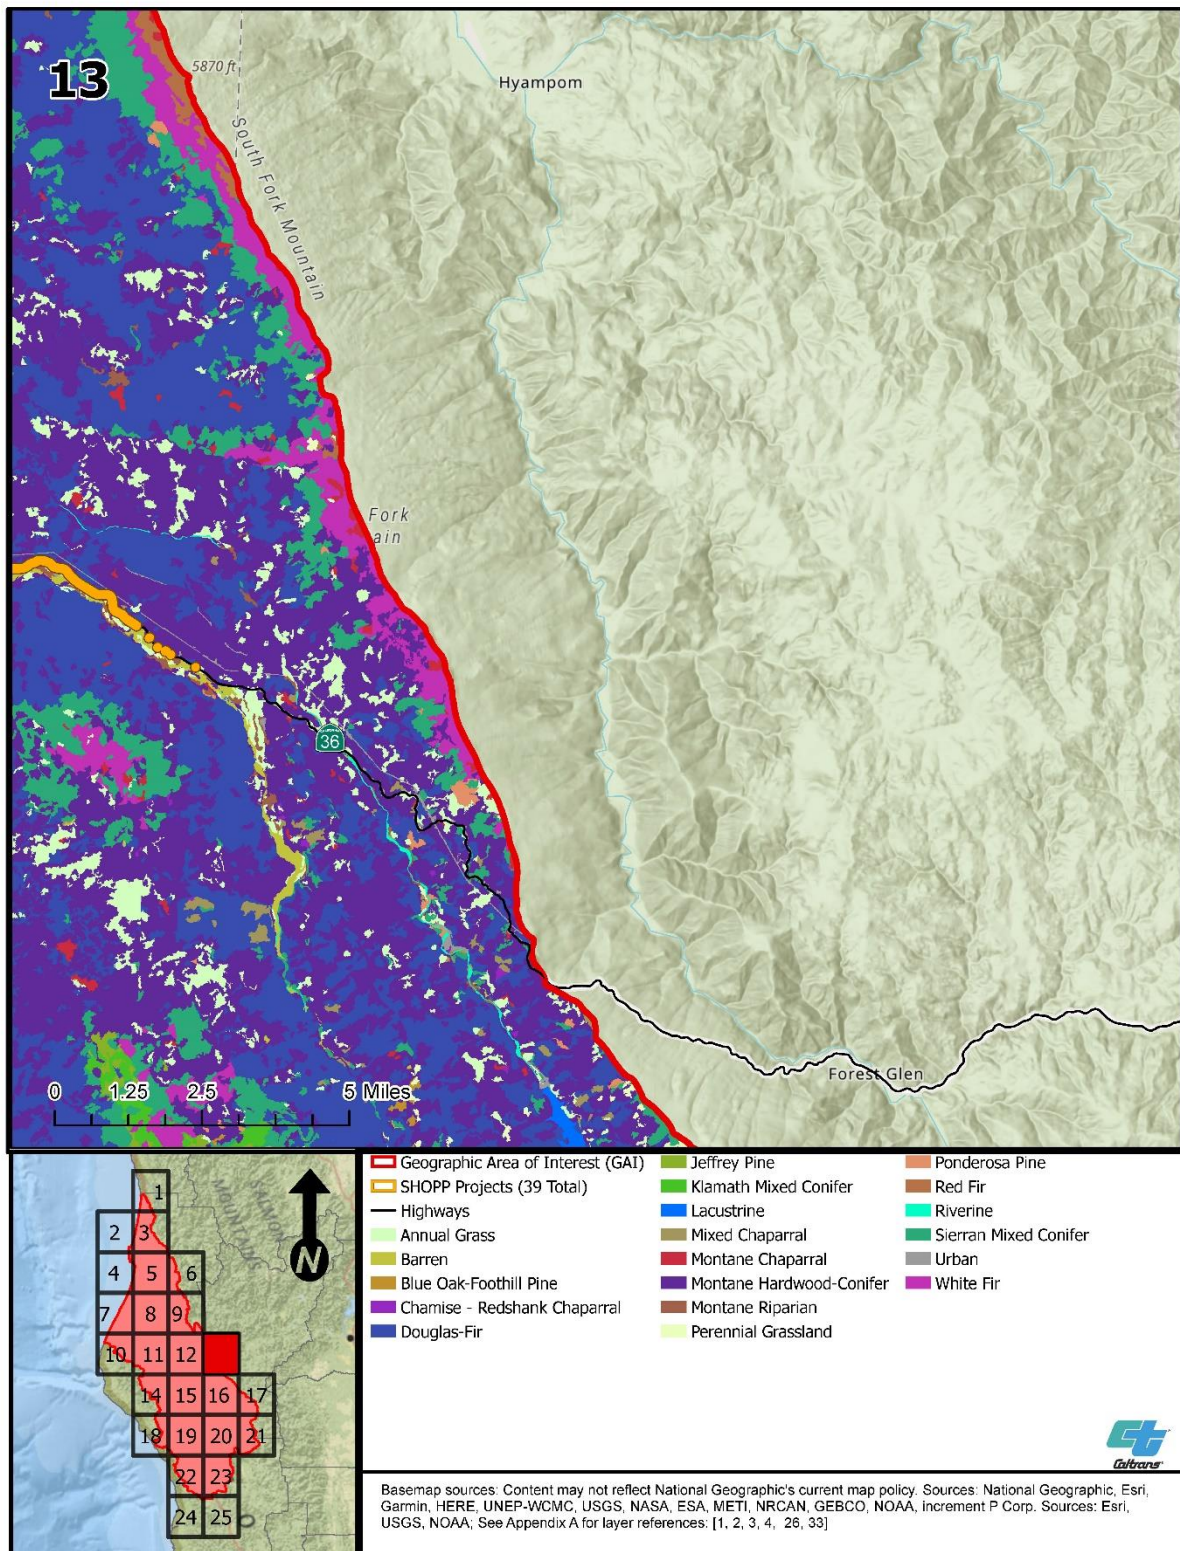 13
5870 ft
Hyampom
South Fork Mountain
Fork
ain
36
0 1.25 2.5 5 Miles
Forest Glen
1
2 3
4 5 6
7 8 9
10 11 12
14 15 16 17
18 19 20 21
22 23
24 25
SALMON
MOUNTAINS
N
Geographic Area of Interest (GAI)
SHOPP Projects (39 Total)
Highways
Annual Grass
Barren
Blue Oak-Foothill Pine
Chamise - Redshank Chaparral
Douglas-Fir
Jeffrey Pine
Klamath Mixed Conifer
Lacustrine
Mixed Chaparral
Montane Chaparral
Montane Hardwood-Conifer
Montane Riparian
Perennial Grassland
Ponderosa Pine
Red Fir
Riverine
Sierran Mixed Conifer
Urban
White Fir
Caltrans
Basemap sources: Content may not reflect National Geographic's current map policy. Sources: National Geographic, Esri,
Garmin, HERE, UNEP-WCMC, USGS, NASA, ESA, METI, NRCAN, GEBCO, NOAA, increment P Corp. Sources: Esri,
USGS, NOAA; See Appendix A for layer references: [1, 2, 3, 4, 26, 33]